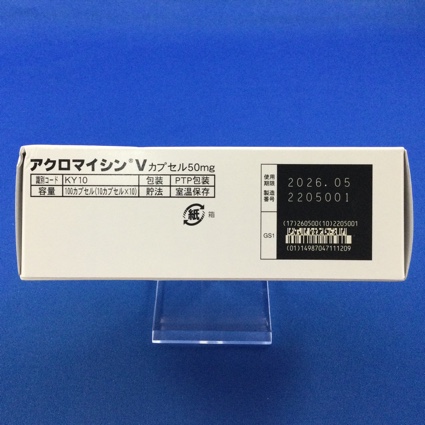 アクロマイシン®V カプセル50mg
識別コード KY10 包装 PTP包装
容量 100カプセル(10カプセル×10) 貯法 室温保存
紙 箱
使用期限 2026.05
製造番号 2205001
(17)260500(10)2205001
GS1
(01)14987047111209